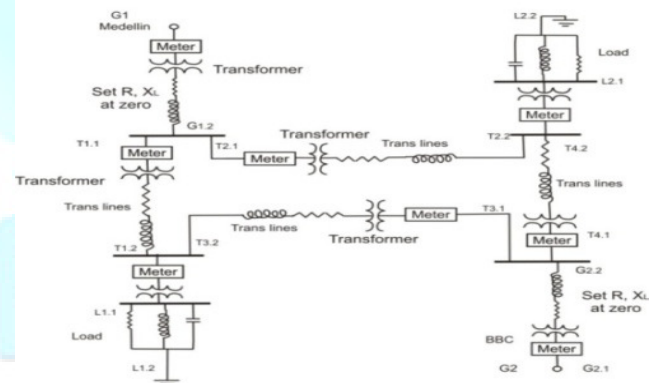 G1
Medellin
Meter
Transformer
Set R, XL
at zero
G1.2
T1.1
Meter
T2.1
Meter
Transformer
Trans lines
T2.2
L2.2
Load
L2.1
Meter
T4.2
Trans lines
Transformer
Trans lines
T1.2
T3.2
Trans lines
Transformer
Meter
T3.1
T4.1
Meter
G2.2
Set R, XL
at zero
Meter
L1.1
Load
L1.2
BBC
Meter
G2
G2.1